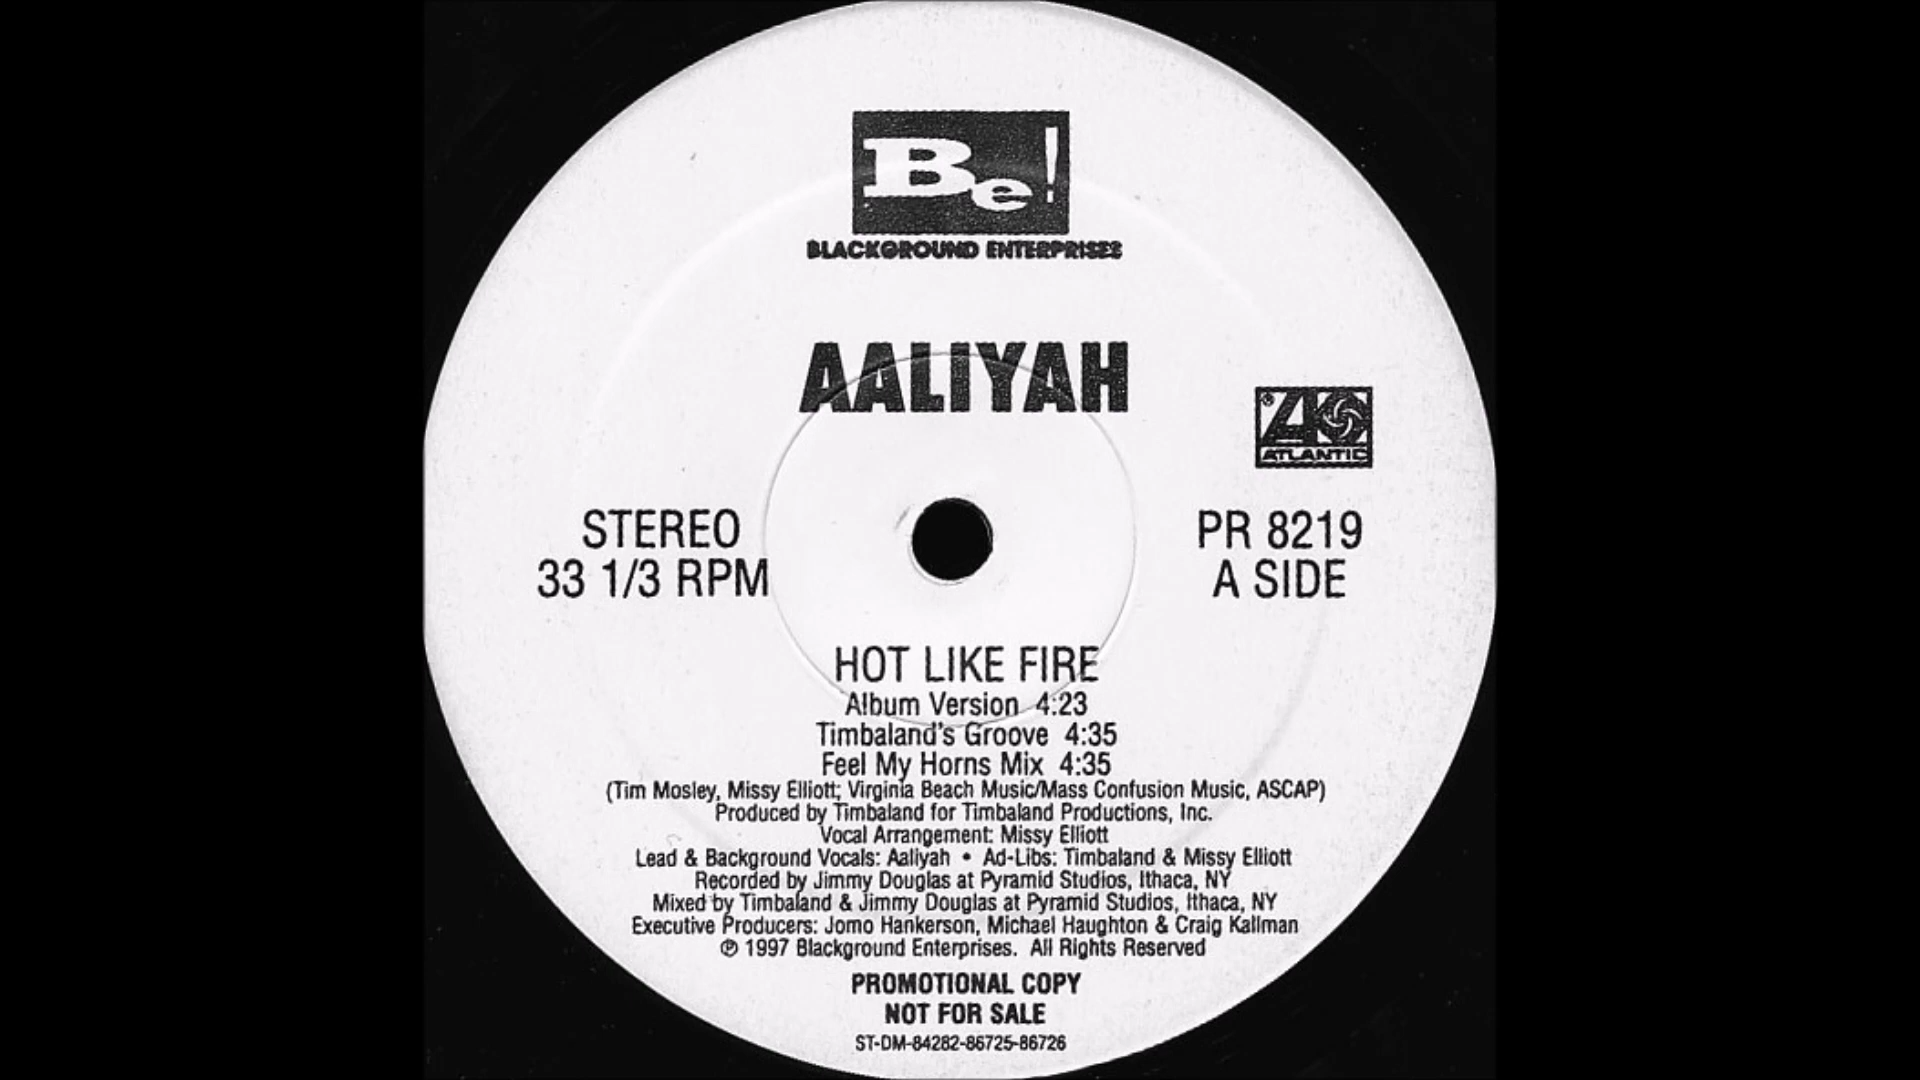 Be!
BLACKGROUND ENTERPRISES
AALIYAH
® A
ATLANTIC
STEREO
33 1/3 RPM
PR 8219
A SIDE
HOT LIKE FIRE
Album Version 4:23
Timbaland's Groove 4:35
Feel My Horns Mix 4:35
(Tim Mosley, Missy Elliott; Virginia Beach Music/Mass Confusion Music, ASCAP)
Produced by Timbaland for Timbaland Productions, Inc.
Vocal Arrangement: Missy Elliott
Lead & Background Vocals: Aaliyah • Ad-Libs: Timbaland & Missy Elliott
Recorded by Jimmy Douglas at Pyramid Studios, Ithaca, NY
Mixed by Timbaland & Jimmy Douglas at Pyramid Studios, Ithaca, NY
Executive Producers: Jomo Hankerson, Michael Haughton & Craig Kallman
℗ 1997 Blackground Enterprises. All Rights Reserved
PROMOTIONAL COPY
NOT FOR SALE
ST-DM-84282-86725-86726